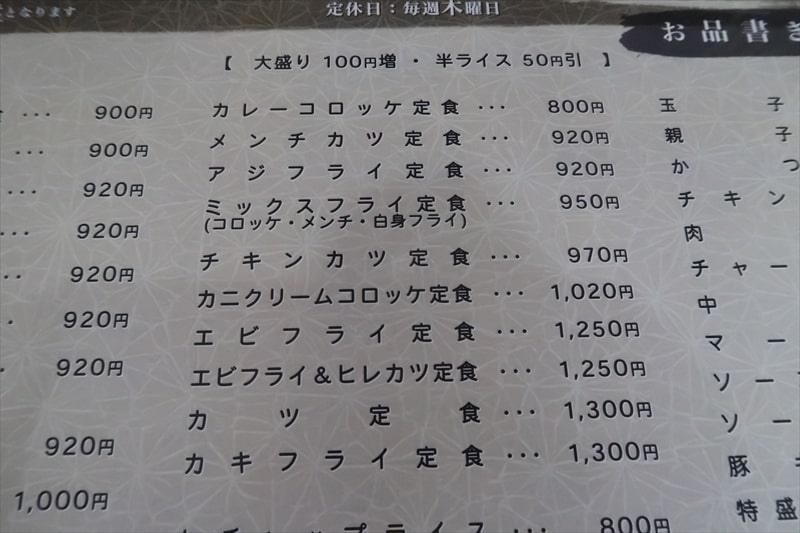 となります
定休日：毎週木曜日
お品書き
【 大盛り 100円増 ・ 半ライス 50円引 】
食 ･･･ 900円
カレーコロッケ定食 ･･･ 800円
玉子
･･･ 900円
メンチカツ定食 ･･･ 920円
親子
･･･ 920円
アジフライ定食 ･･･ 920円
かつ
･･･ 920円
ミックスフライ定食 ･･･ 950円
(コロッケ・メンチ・白身フライ)
チキン
肉
･･･ 920円
チキンカツ定食 ･･･ 970円
チャー
･ 920円
カニクリームコロッケ定食 ･･･ 1,020円
中
･ 920円
エビフライ定食 ･･･ 1,250円
マー
エビフライ＆ヒレカツ定食 ･･･ 1,250円
ソー
920円
カツ定食 ･･･ 1,300円
ソー
1,000円
カキフライ定食 ･･･ 1,300円
豚
特盛
プライス ･･･ 800円